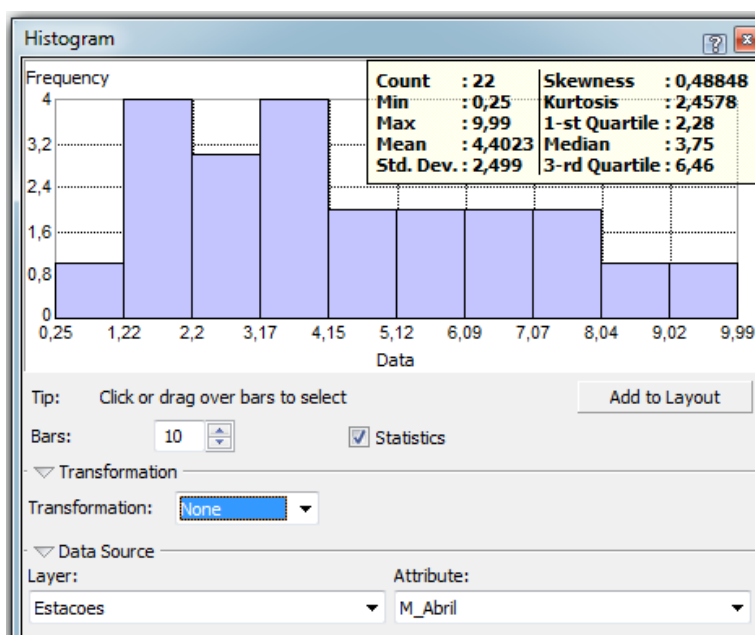 Histogram
Frequency
Count : 22 Skewness : 0,48848
Min : 0,25 Kurtosis : 2,4578
Max : 9,99 1-st Quartile : 2,28
Mean : 4,4023 Median : 3,75
Std. Dev. : 2,499 3-rd Quartile : 6,46
4
3,2
2,4
1,6
0,8
0
0,25 1,22 2,2 3,17 4,15 5,12 6,09 7,07 8,04 9,02 9,99
Data
Tip: Click or drag over bars to select Add to Layout
Bars: 10 Statistics
Transformation
Transformation: None
Data Source
Layer: Attribute:
Estacoes M_Abril